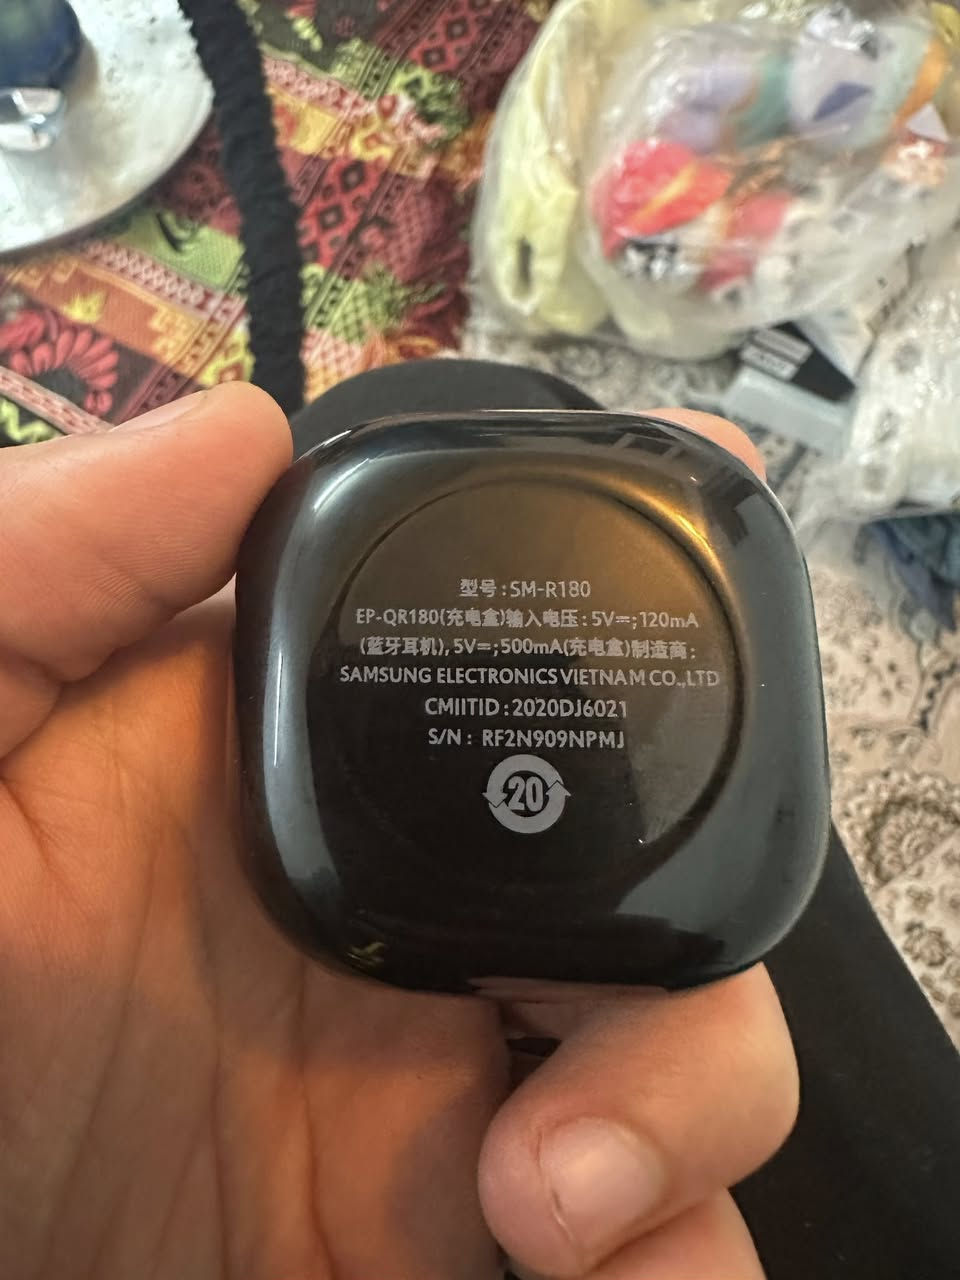 型号:SM-R180
EP-QR180(充电盒)输入电压:5V⎓;120mA
(蓝牙耳机),5V⎓;500mA(充电盒)制造商:
SAMSUNG ELECTRONICS VIETNAM CO.,LTD
CMIITID:2020DJ6021
S/N: RF2N909NPMJ
20